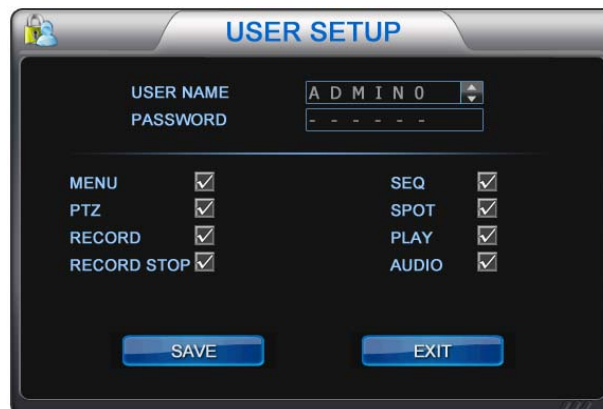 USER SETUP
USER NAME A D M I N 0
PASSWORD - - - - - -
MENU SEQ
PTZ SPOT
RECORD PLAY
RECORD STOP AUDIO
SAVE EXIT